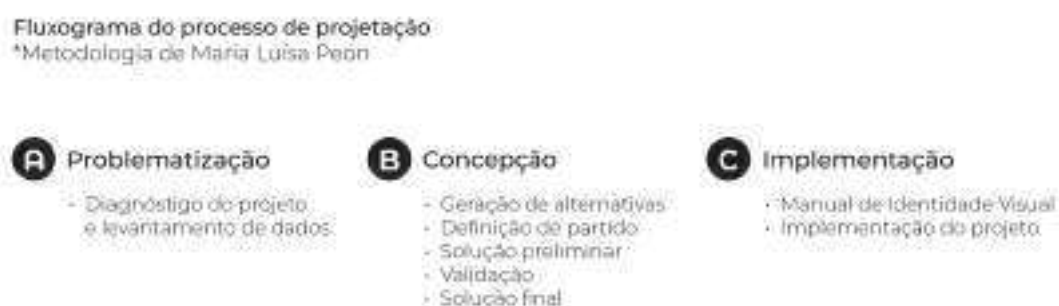 Fluxograma do processo de projetação
*Metodologia de Maria Luísa Peón
A Problematização
- Diagnóstigo do projeto
e levantamento de dados
B Concepção
- Geração de alternativas
- Definição de partido
- Solução preliminar
- Validação
- Solução final
C Implementação
- Manual de Identidade Visual
- Implementação do projeto